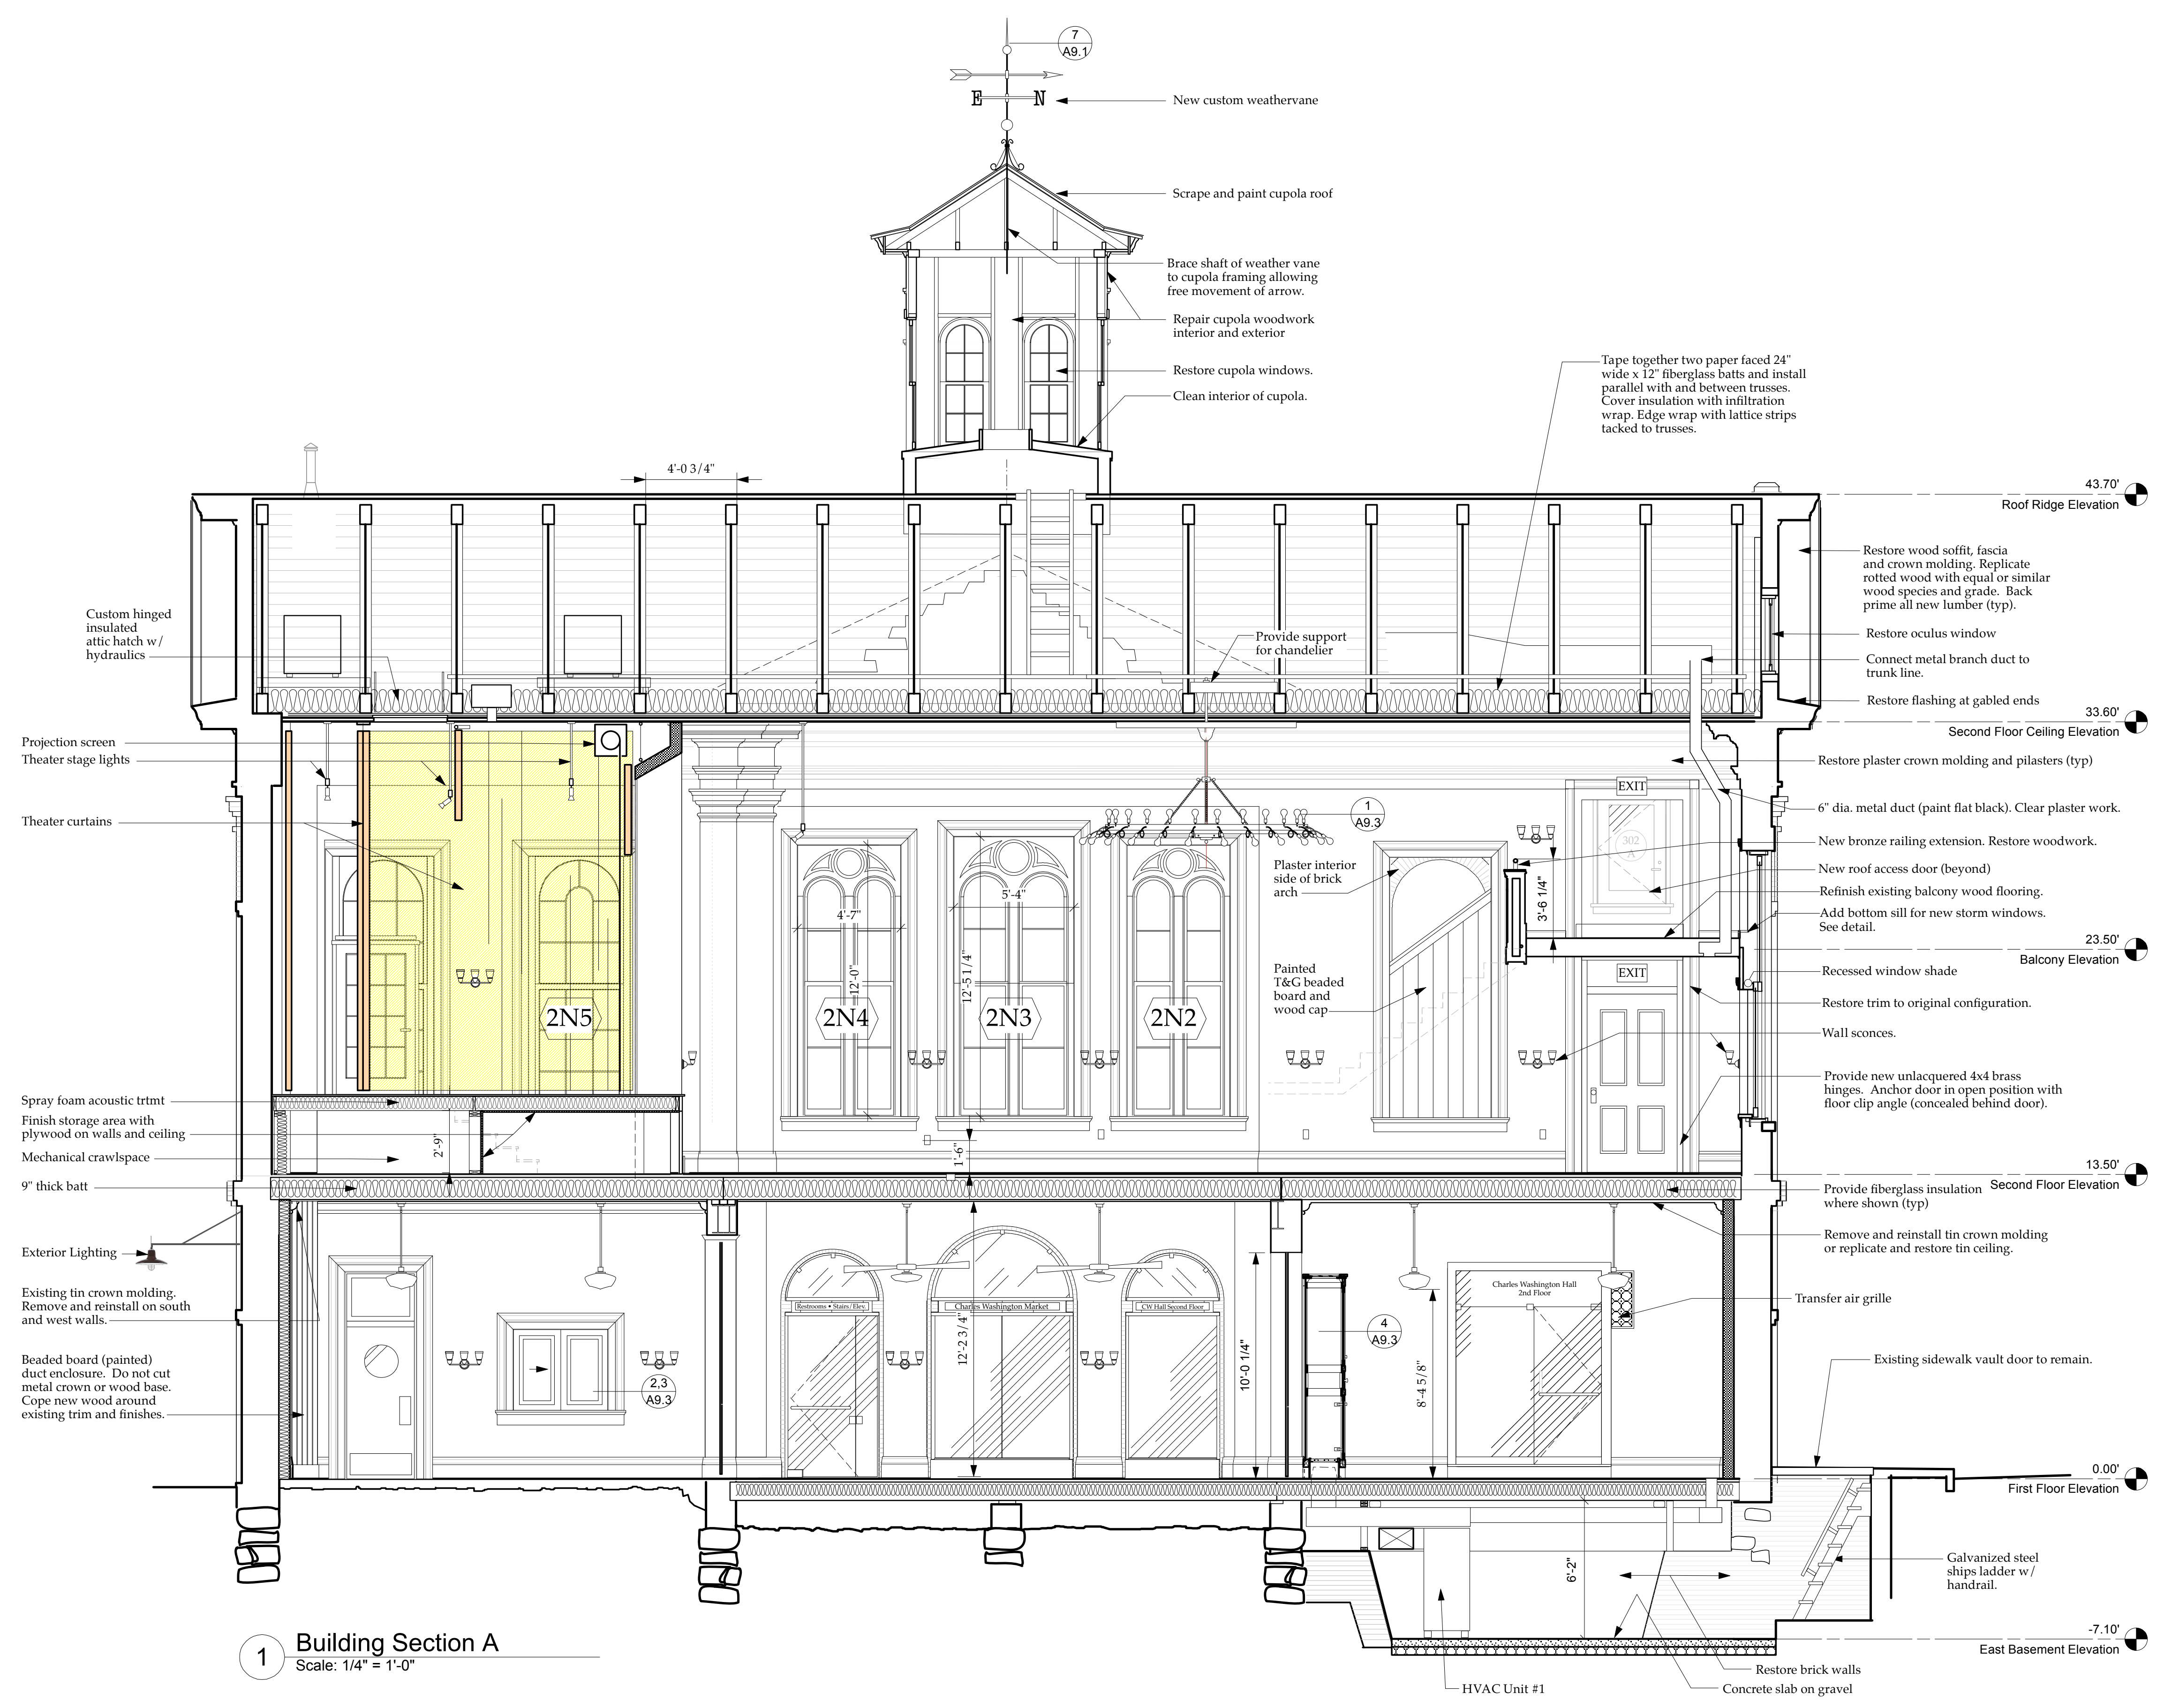 7
A9.1
E N
New custom weathervane
Scrape and paint cupola roof
Brace shaft of weather vane
to cupola framing allowing
free movement of arrow.
Repair cupola woodwork
interior and exterior
Restore cupola windows.
Clean interior of cupola.
Tape together two paper faced 24"
wide x 12" fiberglass batts and install
parallel with and between trusses.
Cover insulation with infiltration
wrap. Edge wrap with lattice strips
tacked to trusses.
4'-0 3/4"
43.70'
Roof Ridge Elevation
Restore wood soffit, fascia
and crown molding. Replicate
rotted wood with equal or similar
wood species and grade. Back
prime all new lumber (typ).
Custom hinged
insulated
attic hatch w/
hydraulics
Provide support
for chandelier
Restore oculus window
Connect metal branch duct to
trunk line.
Restore flashing at gabled ends
33.60'
Second Floor Ceiling Elevation
Projection screen
Theater stage lights
Theater curtains
Restore plaster crown molding and pilasters (typ)
EXIT
1
A9.3
6" dia. metal duct (paint flat black). Clear plaster work.
302
A
New bronze railing extension. Restore woodwork.
Plaster interior
side of brick
arch
New roof access door (beyond)
3'-6 1/4"
Refinish existing balcony wood flooring.
Add bottom sill for new storm windows.
See detail.
4'-7"
5'-4"
12'-0"
12'-5 1/4"
23.50'
Balcony Elevation
Painted
T&G beaded
board and
wood cap
EXIT
Recessed window shade
Restore trim to original configuration.
2N5
2N4
2N3
2N2
Wall sconces.
Provide new unlacquered 4x4 brass
hinges. Anchor door in open position with
floor clip angle (concealed behind door).
Spray foam acoustic trtmt
Finish storage area with
plywood on walls and ceiling
Mechanical crawlspace
9" thick batt
2'-9"
1'-6"
13.50'
Second Floor Elevation
Provide fiberglass insulation
where shown (typ)
Remove and reinstall tin crown molding
or replicate and restore tin ceiling.
Exterior Lighting
Existing tin crown molding.
Remove and reinstall on south
and west walls.
Beaded board (painted)
duct enclosure. Do not cut
metal crown or wood base.
Cope new wood around
existing trim and finishes.
2,3
A9.3
Restrooms • Stairs/Elev.
Charles Washington Market
CW Hall Second Floor
12'-2 3/4"
10'-0 1/4"
4
A9.3
8'-4 5/8"
Charles Washington Hall
2nd Floor
Transfer air grille
Existing sidewalk vault door to remain.
0.00'
First Floor Elevation
6'-2"
Galvanized steel
ships ladder w/
handrail.
-7.10'
East Basement Elevation
Restore brick walls
HVAC Unit #1
Concrete slab on gravel
1
Building Section A
Scale: 1/4" = 1'-0"